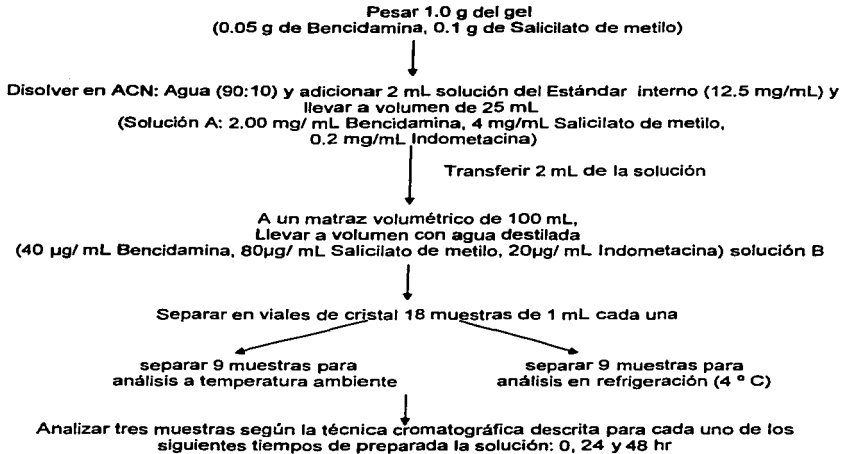 Pesar 1.0 g del gel
(0.05 g de Bencidamina, 0.1 g de Salicilato de metilo)
Disolver en ACN: Agua (90:10) y adicionar 2 mL solución del Estándar interno (12.5 mg/mL) y
llevar a volumen de 25 mL
(Solución A: 2.00 mg/ mL Bencidamina, 4 mg/mL Salicilato de metilo,
0.2 mg/mL Indometacina)
Transferir 2 mL de la solución
A un matraz volumétrico de 100 mL,
Llevar a volumen con agua destilada
(40 µg/ mL Bencidamina, 80µg/ mL Salicilato de metilo, 20µg/ mL Indometacina) solución B
Separar en viales de cristal 18 muestras de 1 mL cada una
separar 9 muestras para
análisis a temperatura ambiente
separar 9 muestras para
análisis en refrigeración (4 º C)
Analizar tres muestras según la técnica cromatográfica descrita para cada uno de los
siguientes tiempos de preparada la solución: 0, 24 y 48 hr